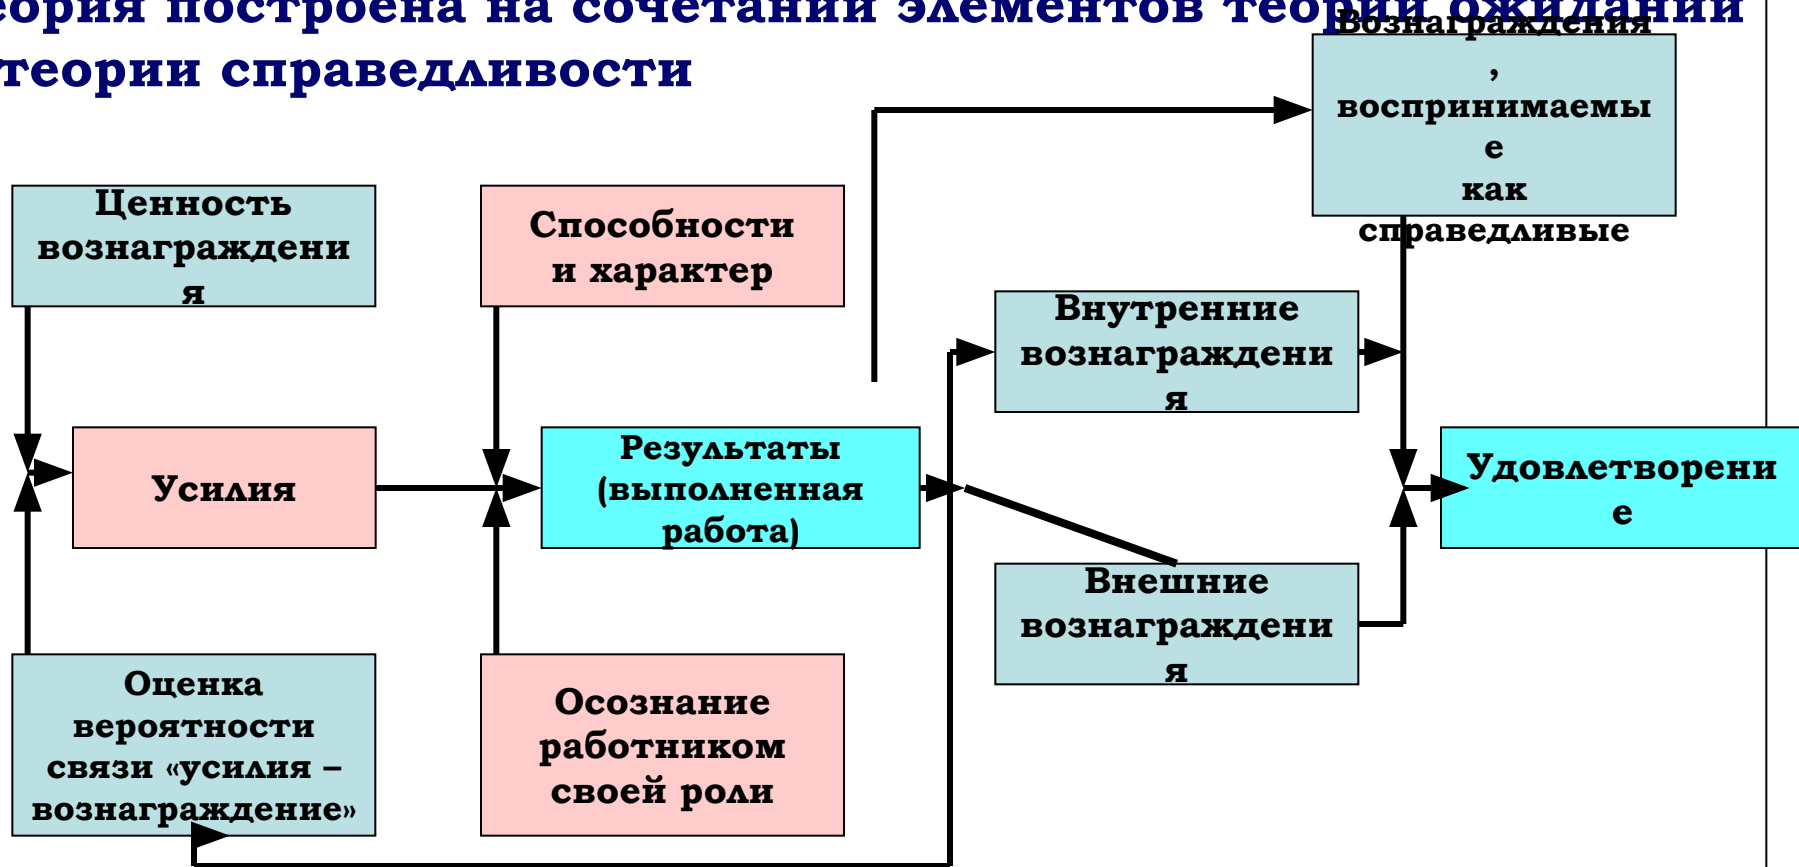 еория построена на сочетании элементов теории ожиданий
теории справедливости
Вознаграждения
,
воспринимаемы
е
как
справедливые
Ценность
вознаграждени
я
Способности
и характер
Внутренние
вознаграждени
я
Усилия
Результаты
(выполненная
работа)
Удовлетворени
е
Внешние
вознаграждени
я
Оценка
вероятности
связи «усилия –
вознаграждение»
Осознание
работником
своей роли